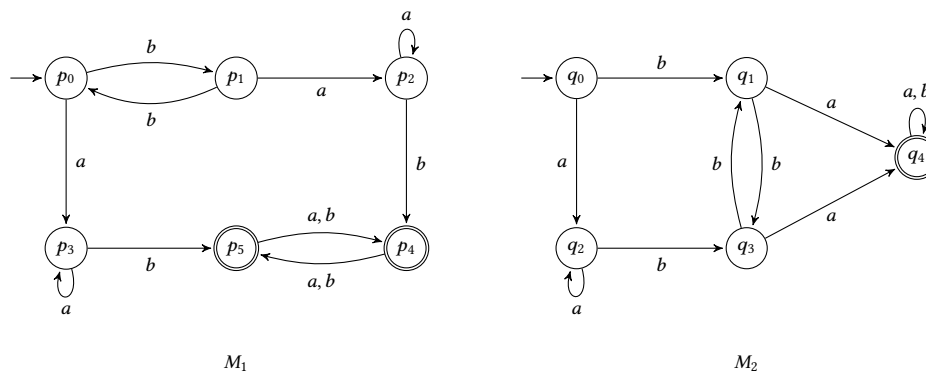 a
b
a, b
p₀ p₁ p₂ q₀ q₁
b a b a
a b a b b b q₄
a
a, b
p₃ p₅ p₄ q₂ q₃
b a, b b
a a
M₁ M₂